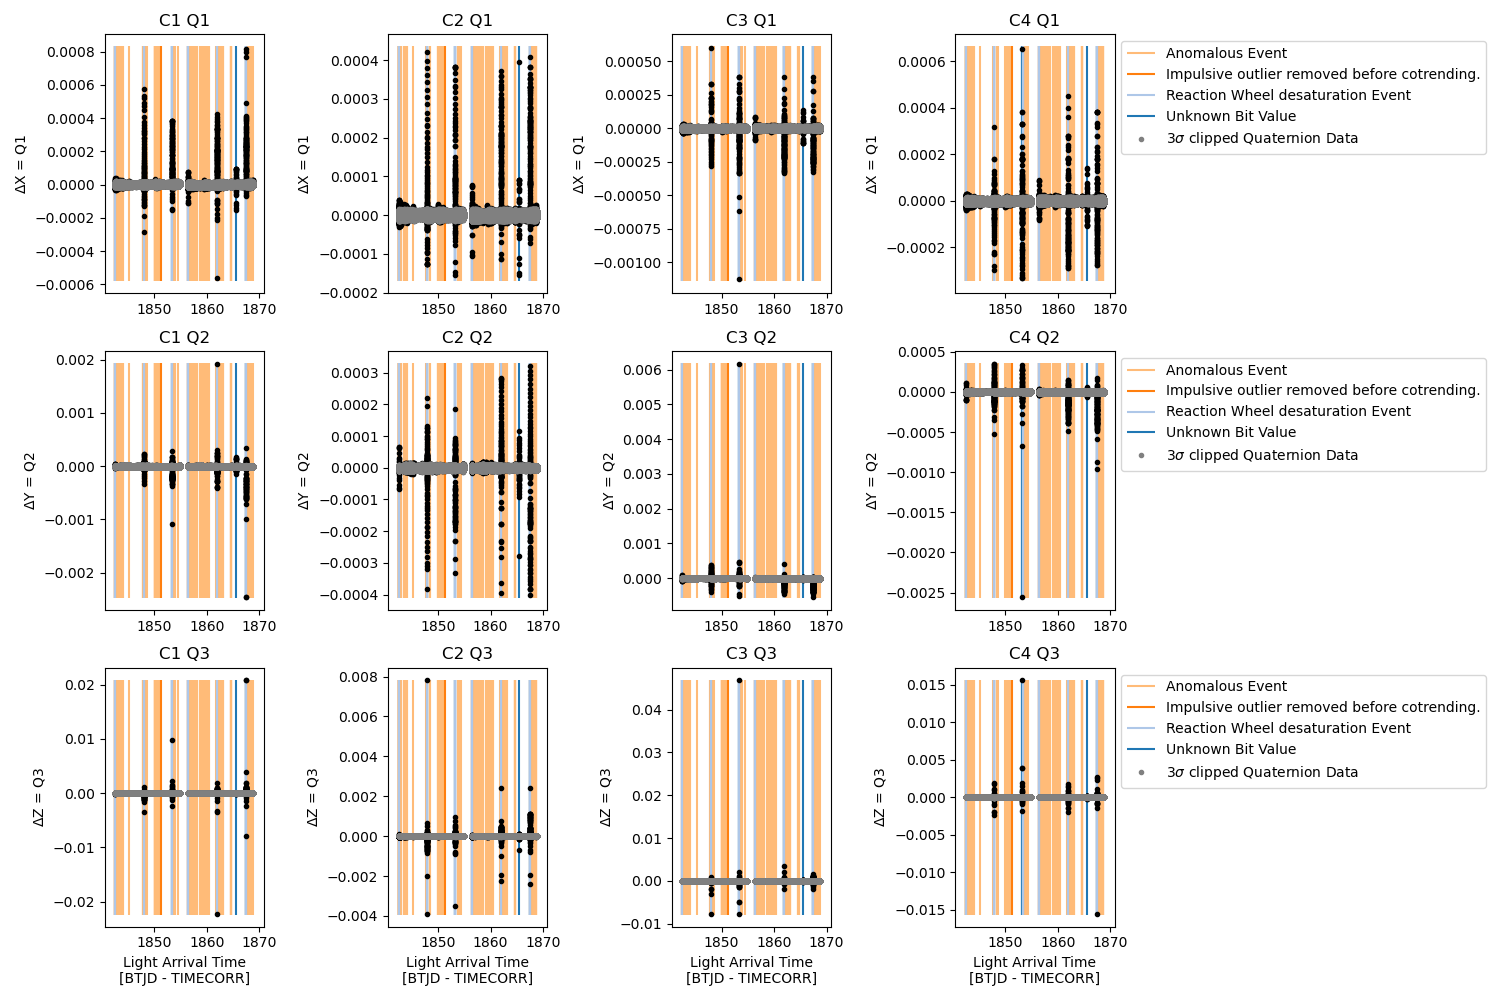 C1 Q1
ΔX = Q1
0.0008
0.0006
0.0004
0.0002
0.0000
−0.0002
−0.0004
−0.0006
1850 1860 1870
C2 Q1
ΔX = Q1
0.0004
0.0003
0.0002
0.0001
0.0000
−0.0001
−0.0002
1850 1860 1870
C3 Q1
ΔX = Q1
0.00050
0.00025
0.00000
−0.00025
−0.00050
−0.00075
−0.00100
1850 1860 1870
C4 Q1
ΔX = Q1
0.0006
0.0004
0.0002
0.0000
−0.0002
1850 1860 1870
Anomalous Event
Impulsive outlier removed before cotrending.
Reaction Wheel desaturation Event
Unknown Bit Value
3σ clipped Quaternion Data
C1 Q2
ΔY = Q2
0.002
0.001
0.000
−0.001
−0.002
1850 1860 1870
C2 Q2
ΔY = Q2
0.0003
0.0002
0.0001
0.0000
−0.0001
−0.0002
−0.0003
−0.0004
1850 1860 1870
C3 Q2
ΔY = Q2
0.006
0.005
0.004
0.003
0.002
0.001
0.000
1850 1860 1870
C4 Q2
ΔY = Q2
0.0005
0.0000
−0.0005
−0.0010
−0.0015
−0.0020
−0.0025
1850 1860 1870
Anomalous Event
Impulsive outlier removed before cotrending.
Reaction Wheel desaturation Event
Unknown Bit Value
3σ clipped Quaternion Data
C1 Q3
ΔZ = Q3
0.02
0.01
0.00
−0.01
−0.02
1850 1860 1870
Light Arrival Time
[BTJD - TIMECORR]
C2 Q3
ΔZ = Q3
0.008
0.006
0.004
0.002
0.000
−0.002
−0.004
1850 1860 1870
Light Arrival Time
[BTJD - TIMECORR]
C3 Q3
ΔZ = Q3
0.04
0.03
0.02
0.01
0.00
−0.01
1850 1860 1870
Light Arrival Time
[BTJD - TIMECORR]
C4 Q3
ΔZ = Q3
0.015
0.010
0.005
0.000
−0.005
−0.010
−0.015
1850 1860 1870
Light Arrival Time
[BTJD - TIMECORR]
Anomalous Event
Impulsive outlier removed before cotrending.
Reaction Wheel desaturation Event
Unknown Bit Value
3σ clipped Quaternion Data